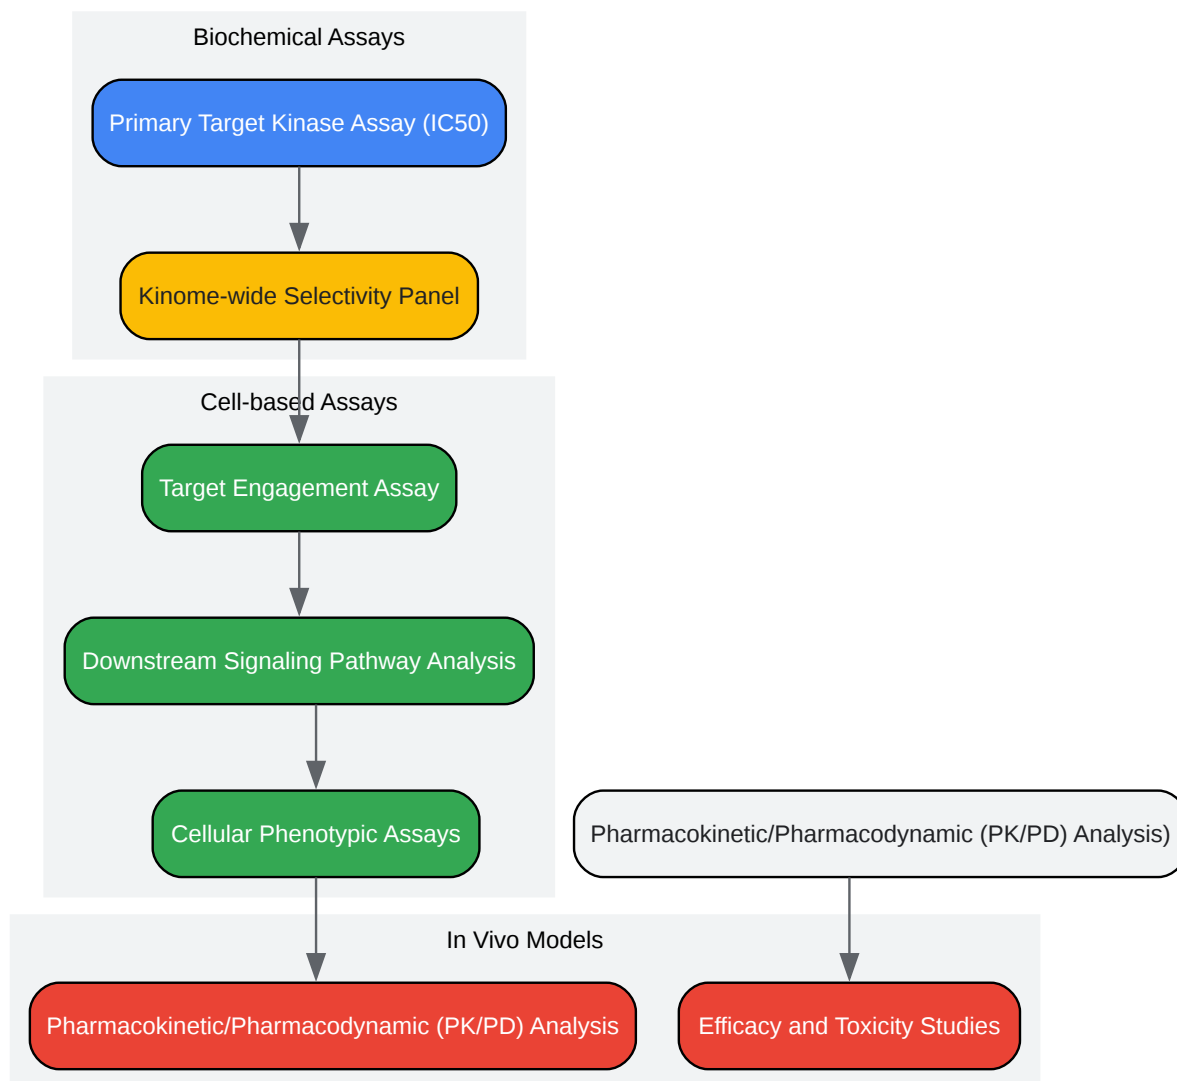 Biochemical Assays
Primary Target Kinase Assay (IC50)
Kinome-wide Selectivity Panel
Cell-based Assays
Target Engagement Assay
Downstream Signaling Pathway Analysis
Cellular Phenotypic Assays
Pharmacokinetic/Pharmacodynamic (PK/PD) Analysis)
In Vivo Models
Pharmacokinetic/Pharmacodynamic (PK/PD) Analysis
Efficacy and Toxicity Studies